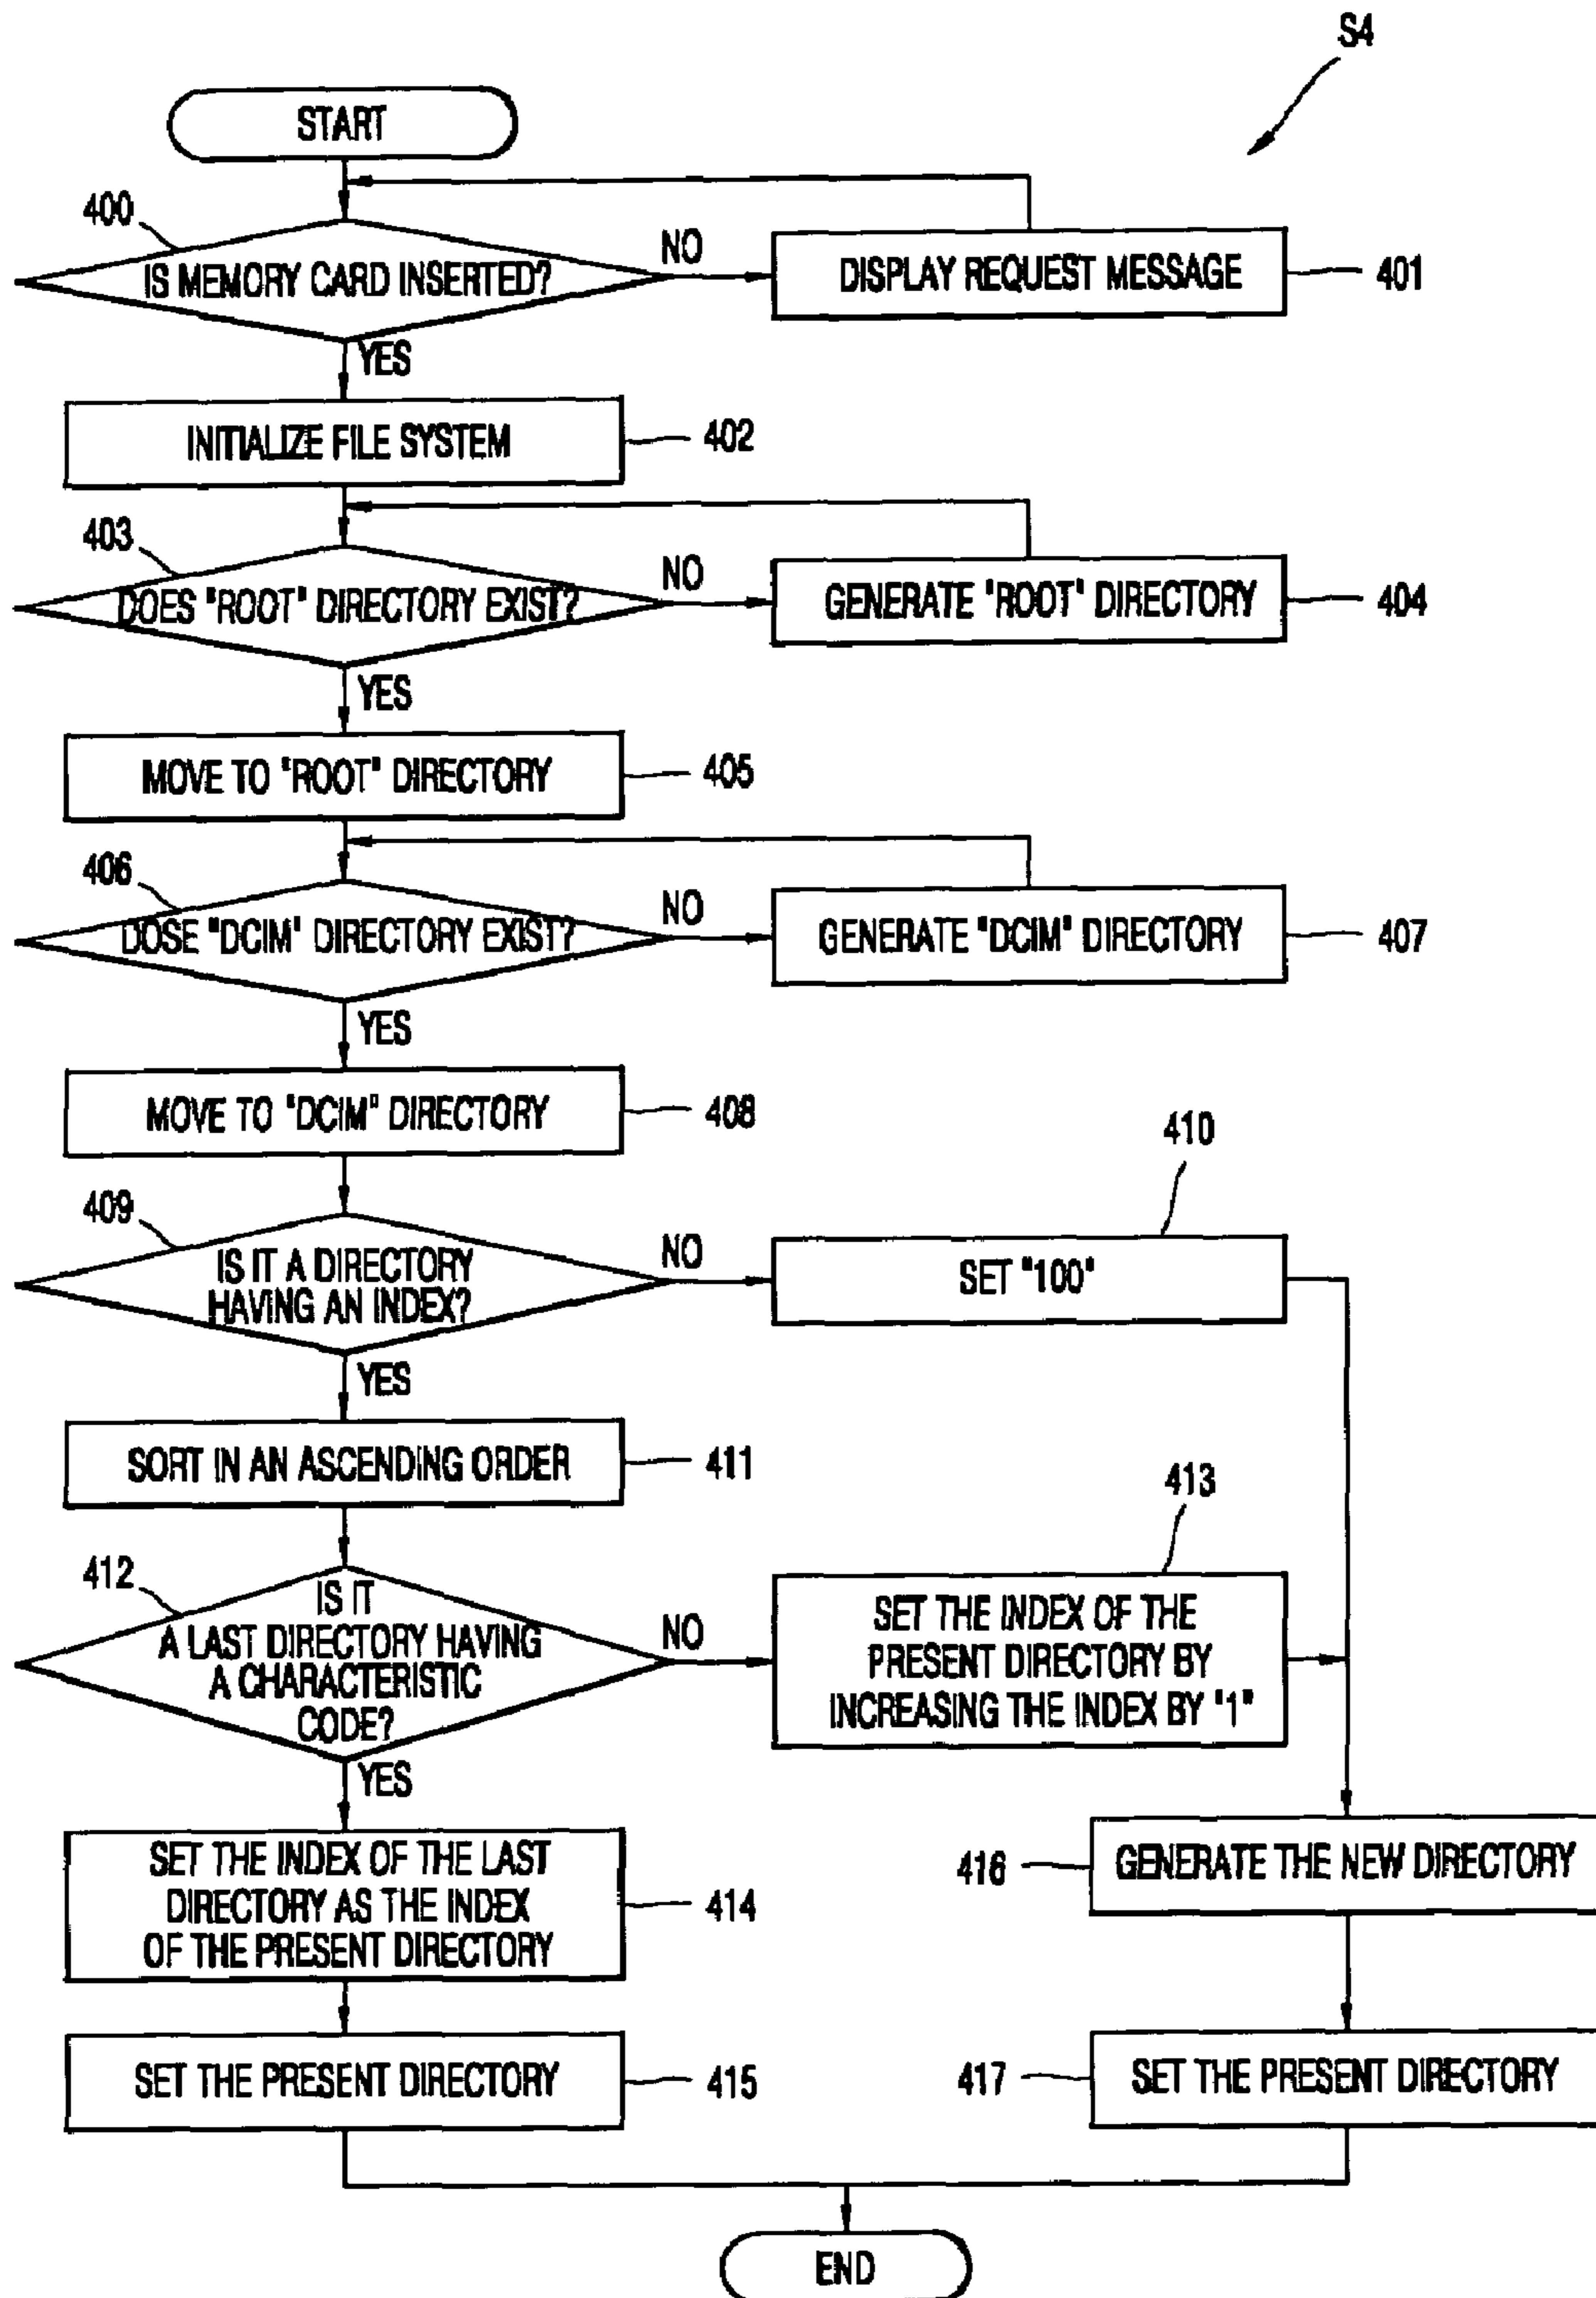 S4
START
400
IS MEMORY CARD INSERTED?
NO
DISPLAY REQUEST MESSAGE
401
YES
INITIALIZE FILE SYSTEM
402
403
DOES "ROOT" DIRECTORY EXIST?
NO
GENERATE "ROOT" DIRECTORY
404
YES
MOVE TO "ROOT" DIRECTORY
405
406
DOSE "DCIM" DIRECTORY EXIST?
NO
GENERATE "DCIM" DIRECTORY
407
YES
MOVE TO "DCIM" DIRECTORY
408
409
IS IT A DIRECTORY
HAVING AN INDEX?
NO
410
SET "100"
YES
SORT IN AN ASCENDING ORDER
411
412
IS IT
A LAST DIRECTORY HAVING
A CHARACTERISTIC
CODE?
NO
413
SET THE INDEX OF THE
PRESENT DIRECTORY BY
INCREASING THE INDEX BY "1"
YES
SET THE INDEX OF THE LAST
DIRECTORY AS THE INDEX
OF THE PRESENT DIRECTORY
414
416
GENERATE THE NEW DIRECTORY
SET THE PRESENT DIRECTORY
415
417
SET THE PRESENT DIRECTORY
END